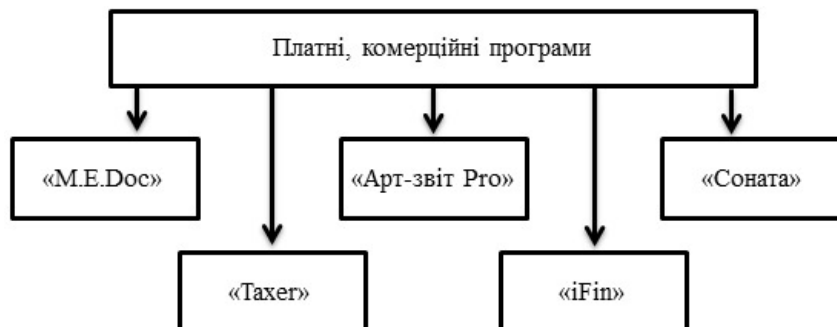 Платні, комерційні програми
«M.E.Doc»
«Арт-звіт Pro»
«Соната»
«Taxer»
«iFin»